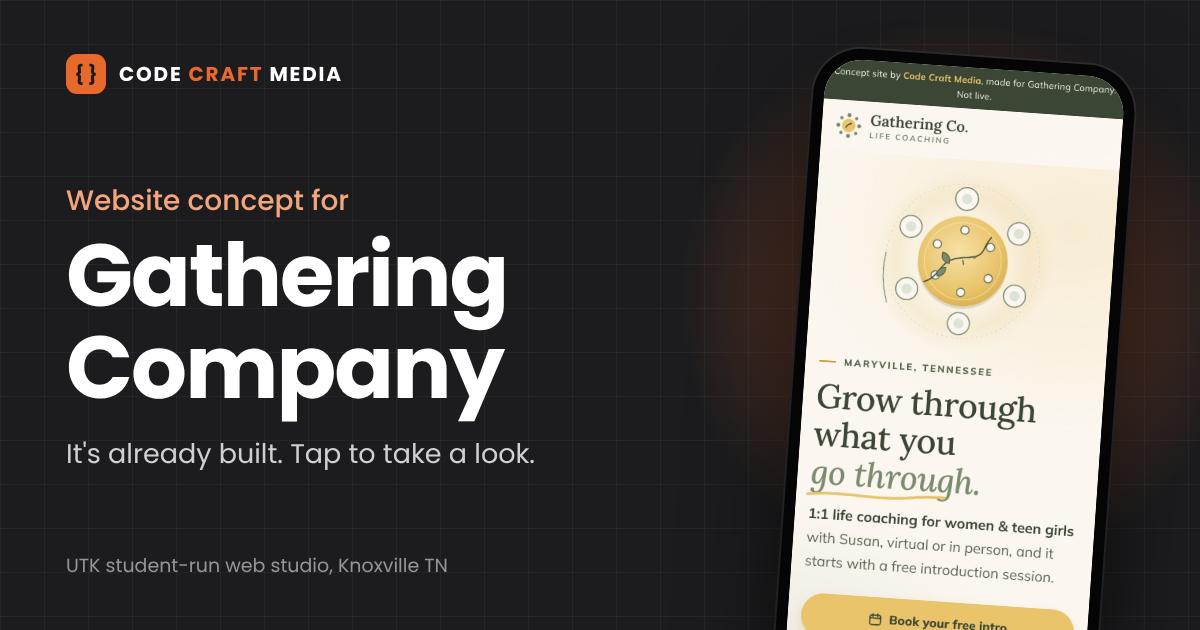 { } CODE CRAFT MEDIA
Website concept for
Gathering
Company
It's already built. Tap to take a look.
UTK student-run web studio, Knoxville TN
Concept site by Code Craft Media, made for Gathering Company.
Not live.
Gathering Co.
LIFE COACHING
MARYVILLE, TENNESSEE
Grow through
what you
go through.
1:1 life coaching for women & teen girls
with Susan, virtual or in person, and it
starts with a free introduction session.
Book your free intro